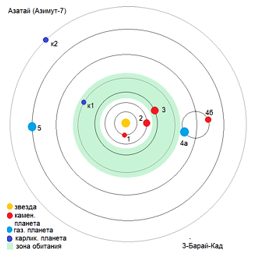 Азатай (Азимут-7)
к2
к1
3
4б
2
5
1
4а
звезда
камен.
планета
газ. планета
карлик. планета
зона обитания
3-Барай-Кад